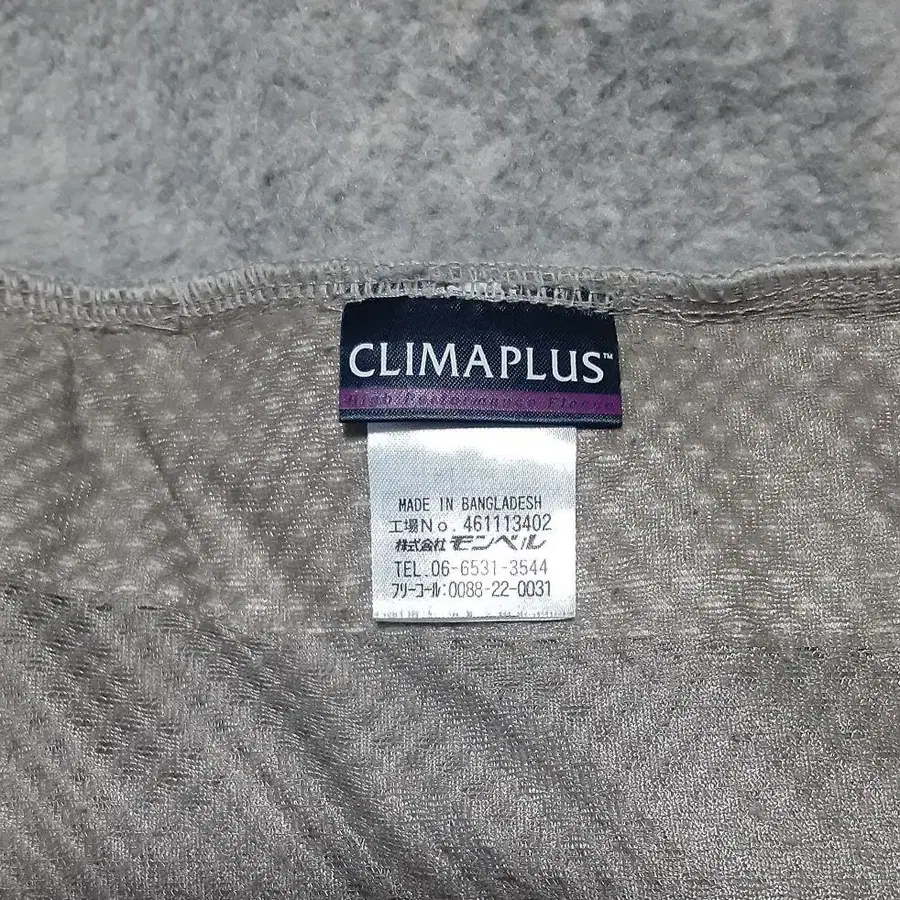 CLIMAPLUS™
High Performance Fleece
MADE IN BANGLADESH
工場No. 461113402
株式会社 モンベル
TEL.06-6531-3544
フリーコール:0088-22-0031